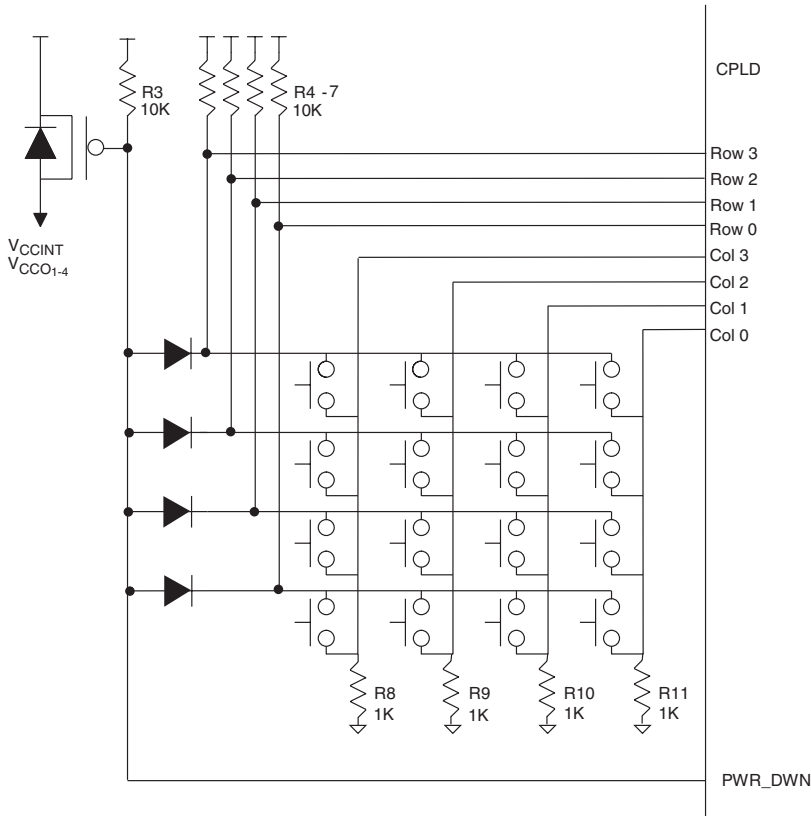 CPLD
R3
10K
R4 -7
10K
Row 3
Row 2
Row 1
Row 0
Col 3
Col 2
Col 1
Col 0
VCCINT
VCCO1-4
R8
1K
R9
1K
R10
1K
R11
1K
PWR_DWN